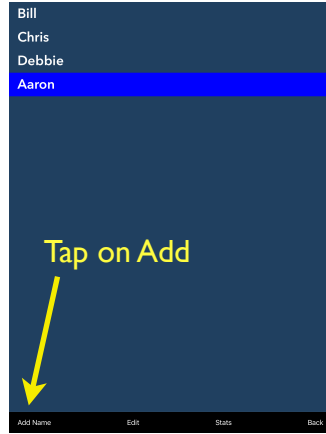 Bill
Chris
Debbie
Aaron
Tap on Add
Add Name Edit Stats Back